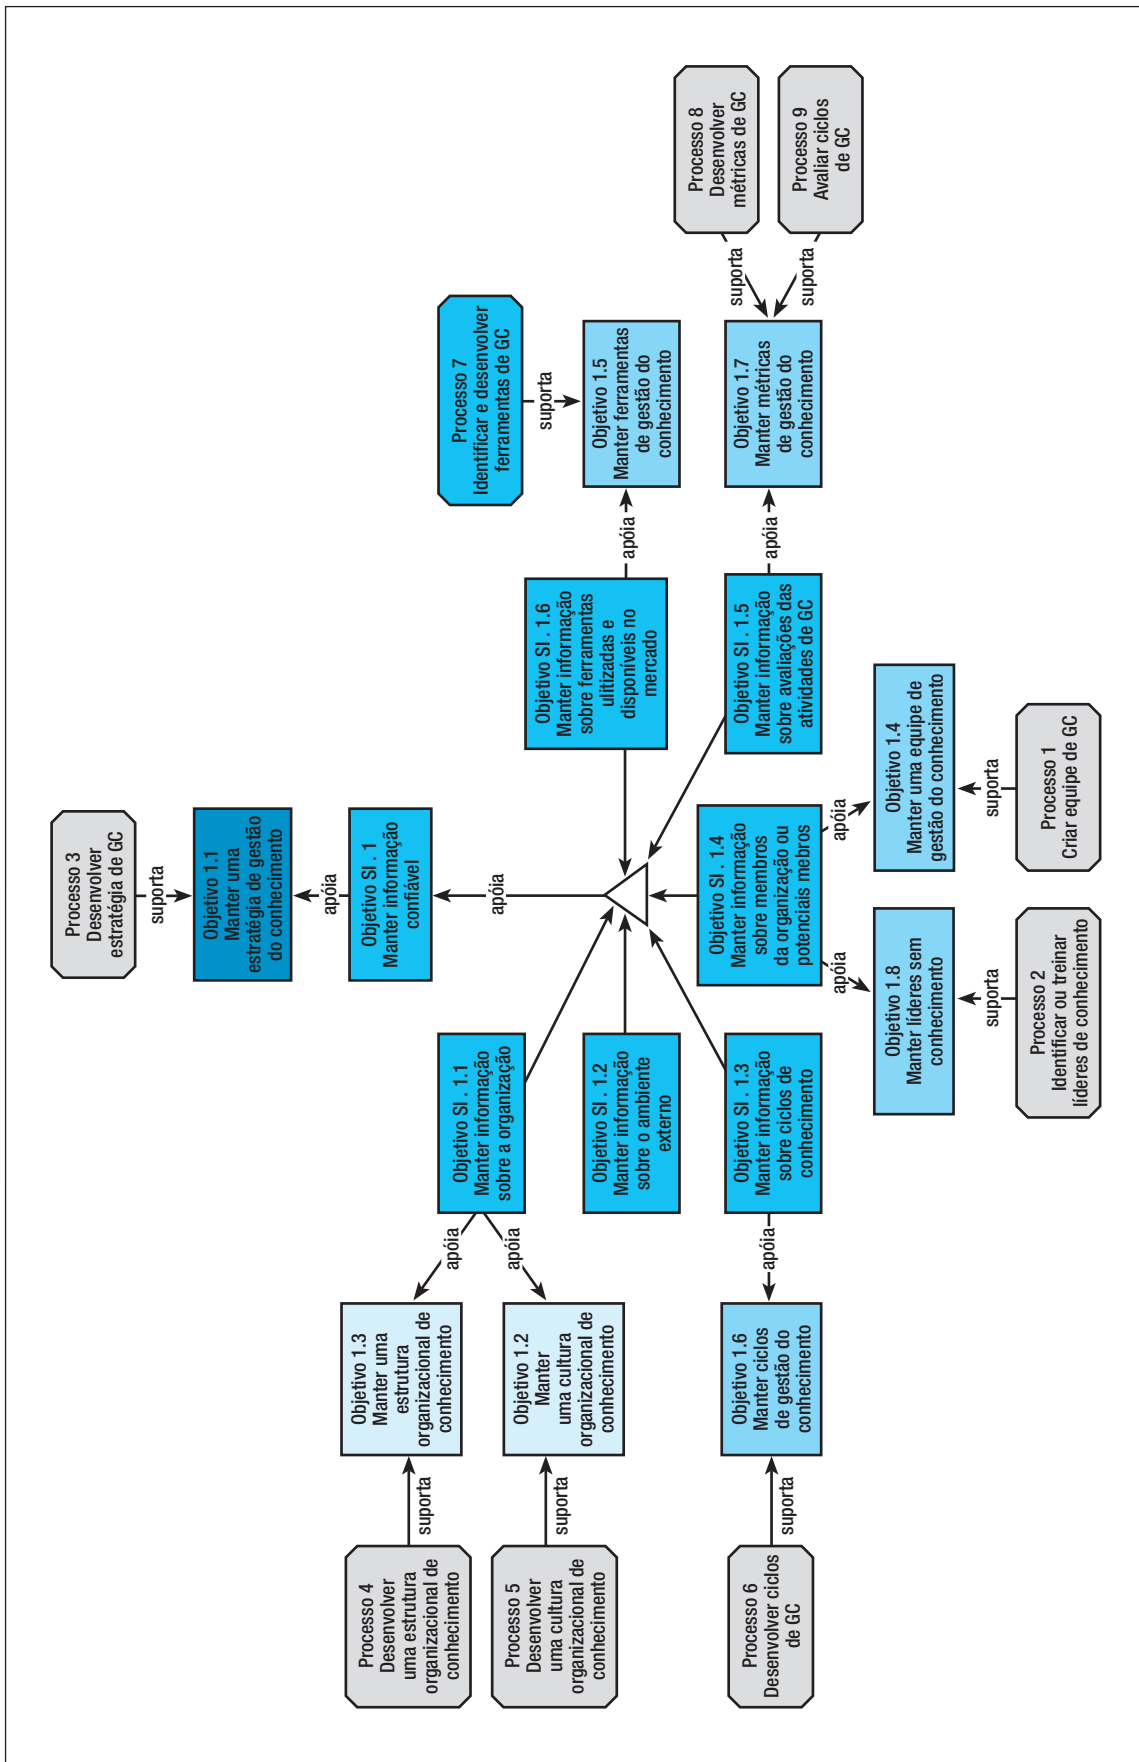 Processo 3
Desenvolver
estratégia de GC
suporta
Objetivo 1.1
Manter uma
estratégia de gestão
do conhecimento
apóia
Objetivo SI . 1
Manter informação
confiável
apóia
Processo 4
Desenvolver
uma estrutura
organizacional de
conhecimento
suporta
Objetivo 1.3
Manter uma
estrutura
organizacional de
conhecimento
apóia
Objetivo SI . 1.1
Manter informação
sobre a organização
apóia
Processo 5
Desenvolver
uma cultura
organizacional de
conhecimento
suporta
Objetivo 1.2
Manter
uma cultura
organizacional de
conhecimento
Processo 7
Identificar e desenvolver
ferramentas de GC
suporta
Objetivo SI . 1.6
Manter informação
sobre ferramentas
ulitizadas e
disponíveis no
mercado
apóia
Objetivo 1.5
Manter ferramentas
de gestão do
conhecimento
Objetivo SI . 1.2
Manter informação
sobre o ambiente
externo
Processo 6
Desenvolver ciclos
de GC
suporta
Objetivo 1.6
Manter ciclos
de gestão do
conhecimento
apóia
Objetivo SI . 1.3
Manter informação
sobre ciclos de
conhecimento
Objetivo SI . 1.4
Manter informação
sobre membros
da organização ou
potenciais mebros
Objetivo SI . 1.5
Manter informação
sobre avaliações das
atividades de GC
apóia
Objetivo 1.7
Manter métricas
de gestão do
conhecimento
suporta
suporta
Processo 8
Desenvolver
métricas de GC
Processo 9
Avaliar ciclos
de GC
apóia
apóia
Objetivo 1.8
Manter líderes sem
conhecimento
Objetivo 1.4
Manter uma equipe de
gestão do conhecimento
suporta
suporta
Processo 2
Identificar ou treinar
líderes de conhecimento
Processo 1
Criar equipe de GC